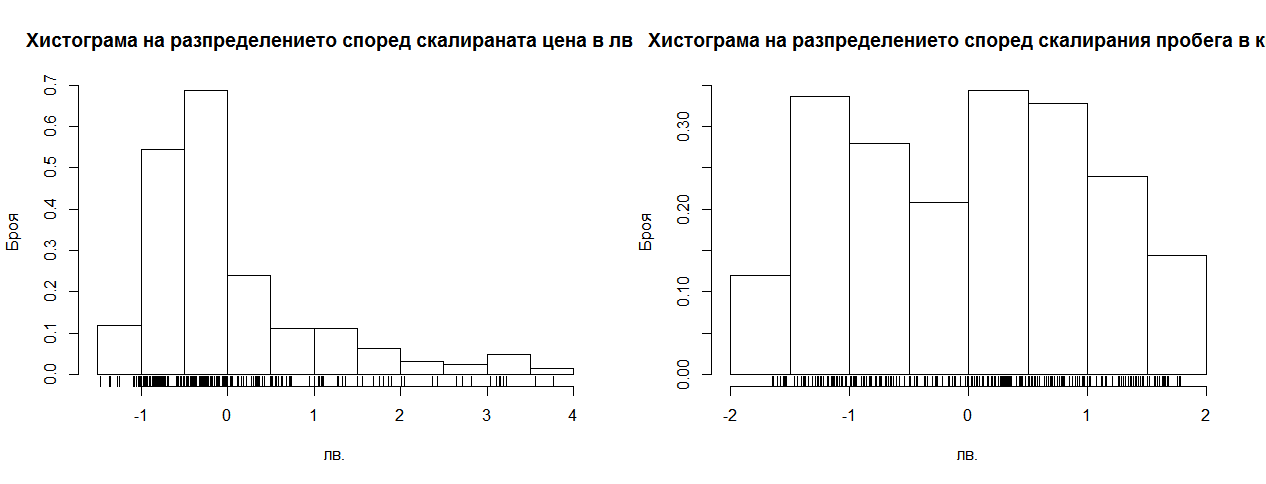 Хистограма на разпределението според скалираната цена в лв
Броя
0.0 0.1 0.2 0.3 0.4 0.5 0.6 0.7
-1 0 1 2 3 4
лв.
Хистограма на разпределението според скалирания пробега в к
Броя
0.00 0.10 0.20 0.30
-2 -1 0 1 2
лв.